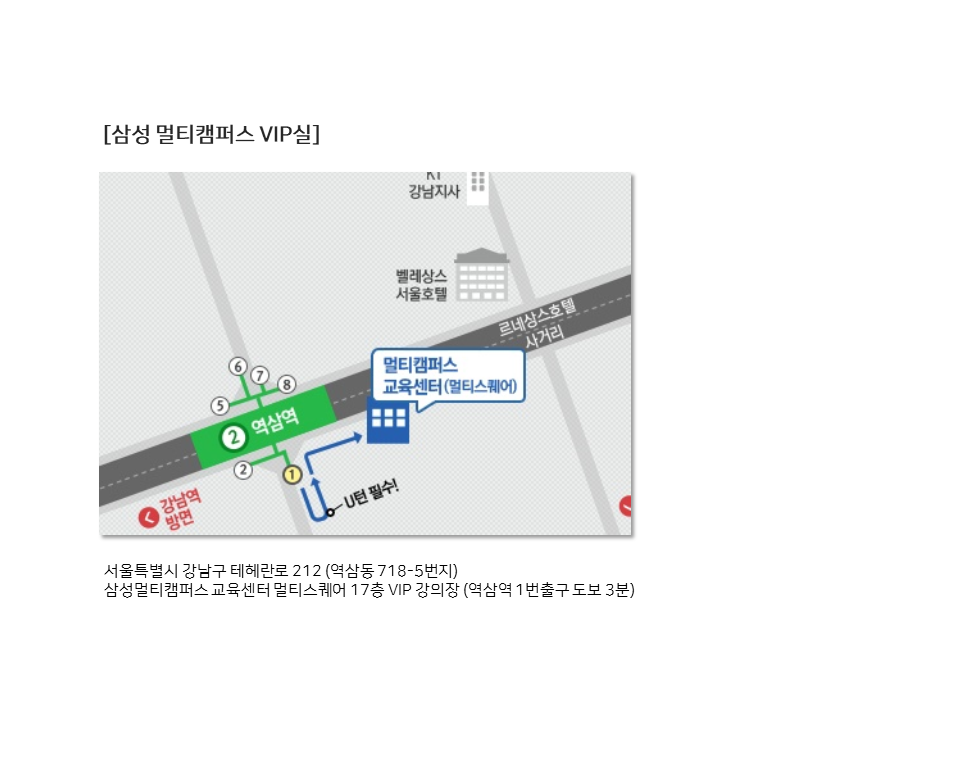 [삼성 멀티캠퍼스 VIP실]
KT
강남지사
벨레상스
서울호텔
르네상스호텔
사거리
멀티캠퍼스
교육센터(멀티스퀘어)
6
7
8
5
2 역삼역
2
1
U턴 필수!
강남역
방면
서울특별시 강남구 테헤란로 212 (역삼동 718-5번지)
삼성멀티캠퍼스 교육센터 멀티스퀘어 17층 VIP 강의장 (역삼역 1번출구 도보 3분)